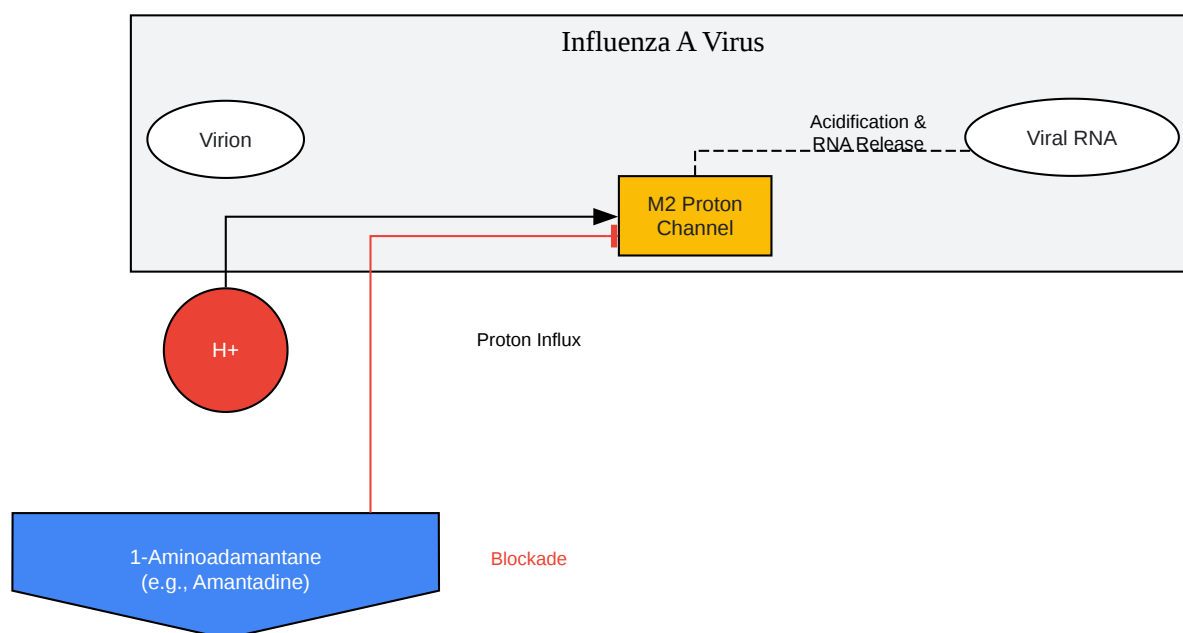 Influenza A Virus
Virion
Acidification &
RNA Release
Viral RNA
M2 Proton
Channel
H+
Proton Influx
1-Aminoadamantane
(e.g., Amantadine)
Blockade